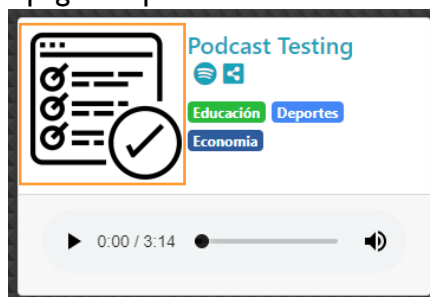 Podcast Testing
Educación Deportes
Economia
0:00 / 3:14